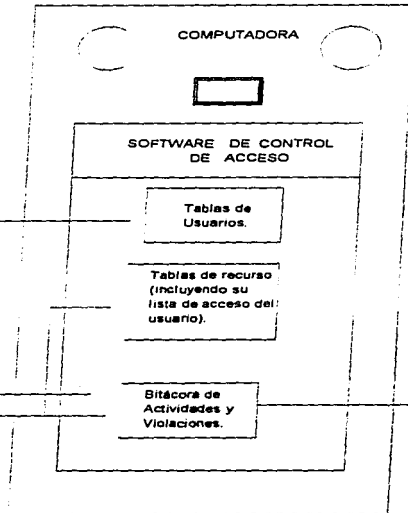 COMPUTADORA
SOFTWARE DE CONTROL
DE ACCESO
Tablas de
Usuarios.
Tablas de recurso
(incluyendo su
lista de acceso del
usuario).
Bitácora de
Actividades y
Violaciones.